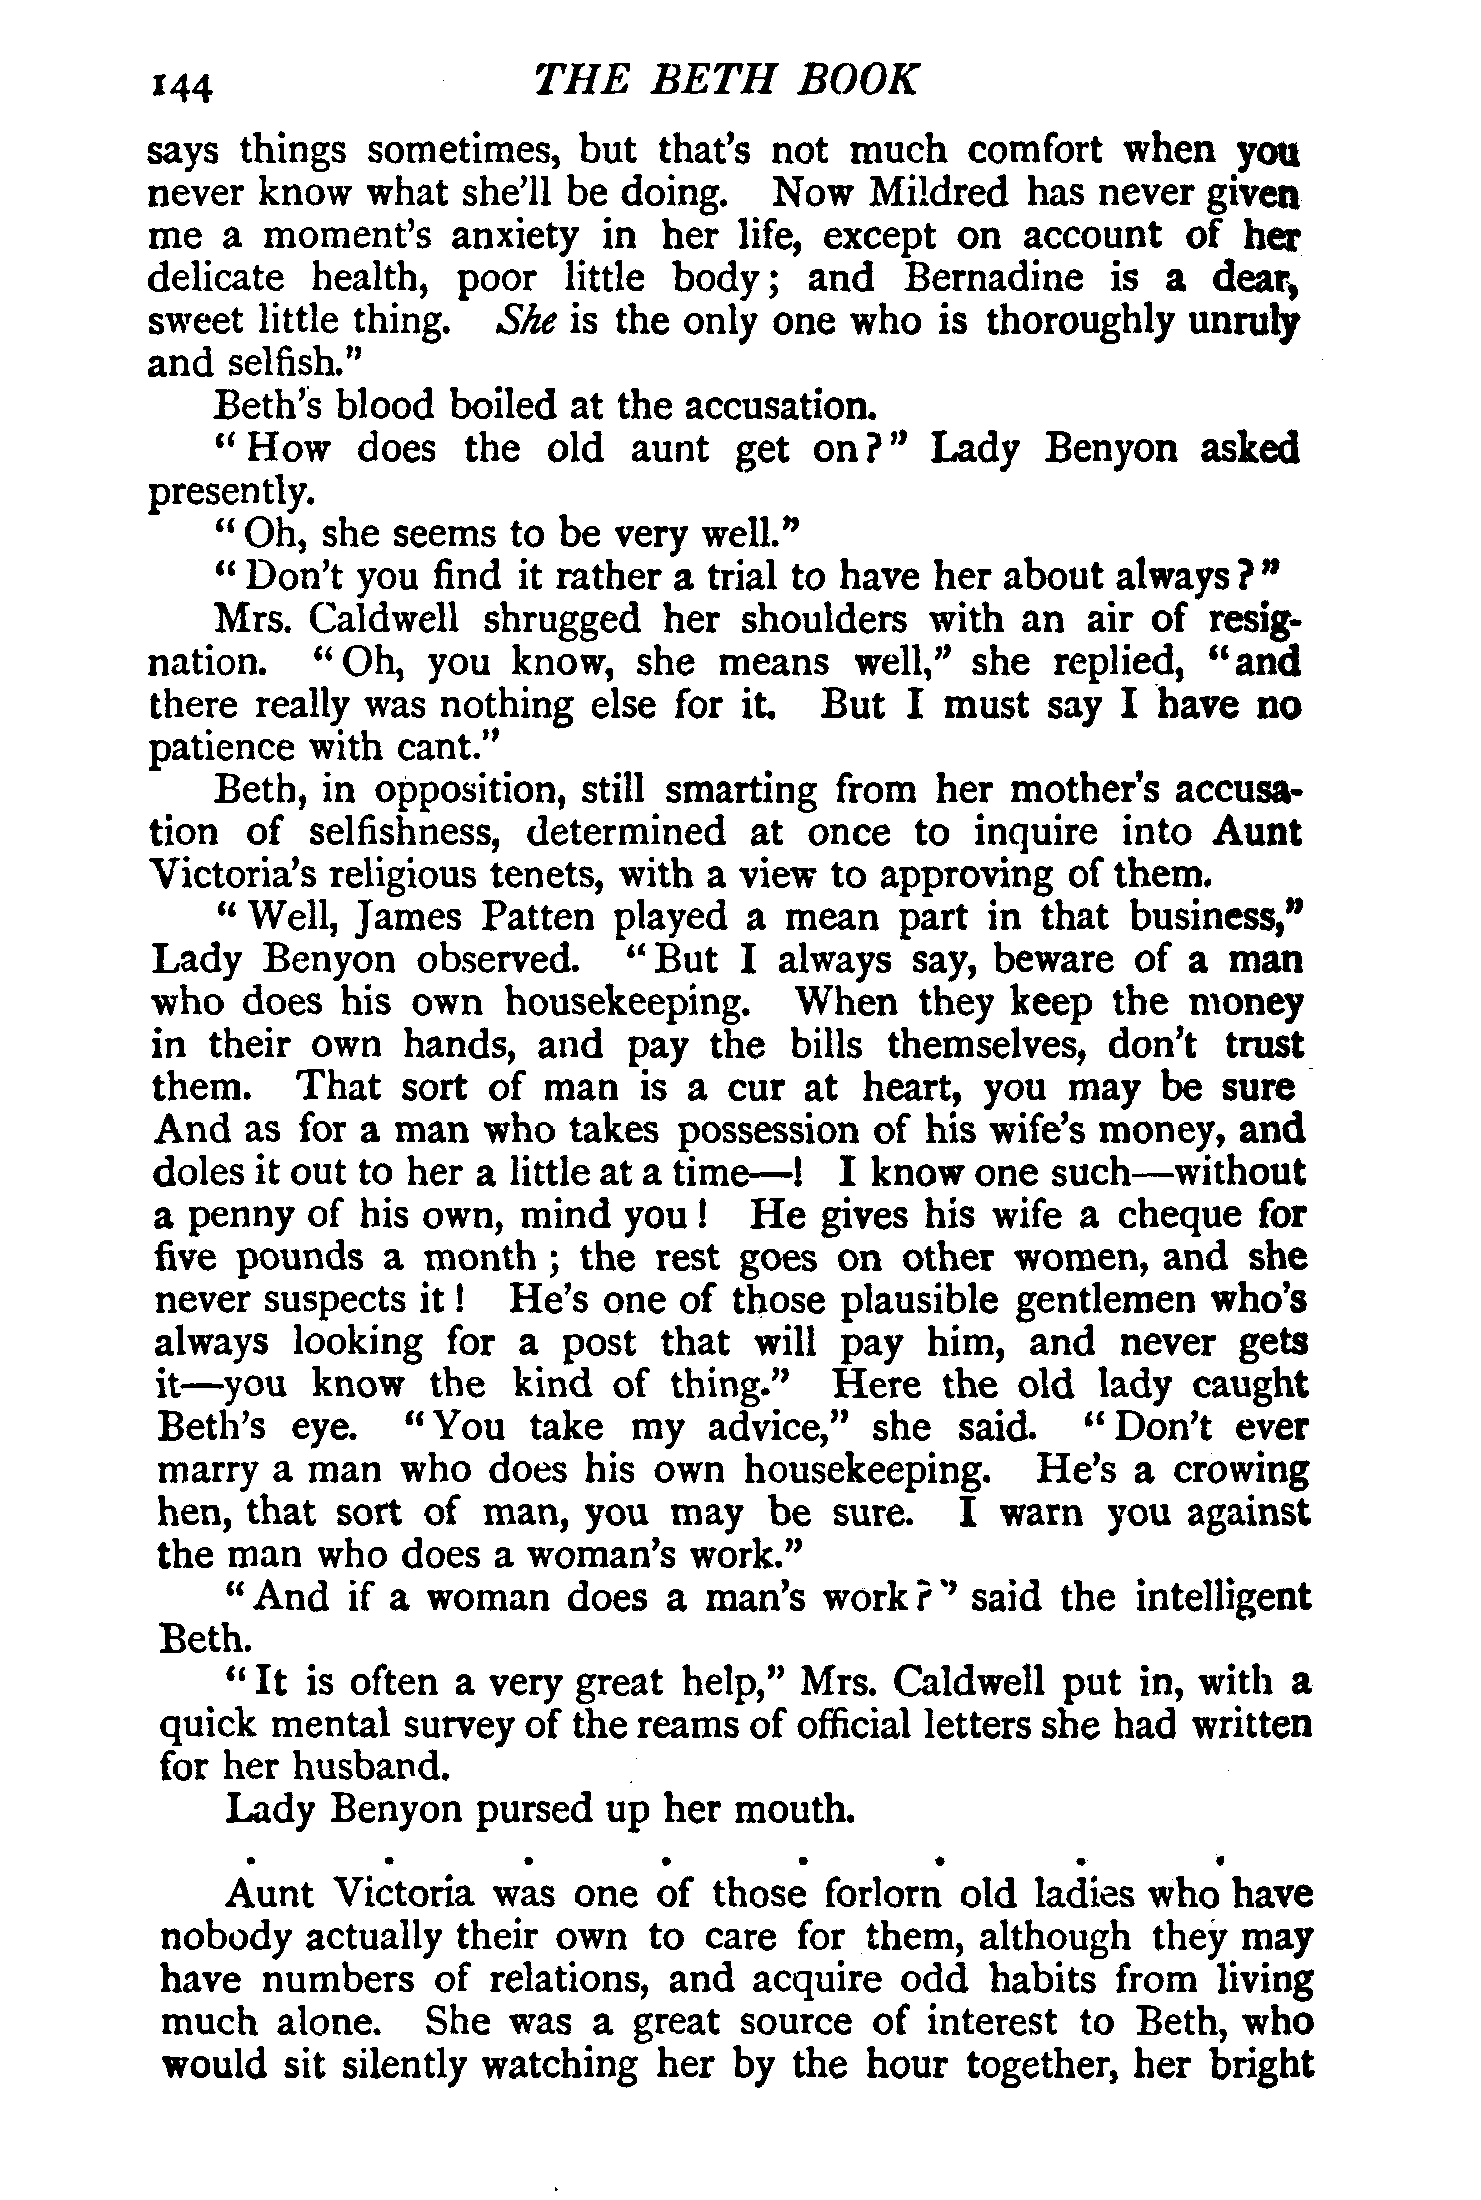 144 THE BETH BOOK
says things sometimes, but that's not much comfort when you
never know what she'll be doing. Now Mildred has never given
me a moment's anxiety in her life, except on account of her
delicate health, poor little body; and Bernadine is a dear,
sweet little thing. She is the only one who is thoroughly unruly
and selfish."
Beth's blood boiled at the accusation.
"How does the old aunt get on?" Lady Benyon asked
presently.
"Oh, she seems to be very well."
"Don't you find it rather a trial to have her about always?"
Mrs. Caldwell shrugged her shoulders with an air of resig-
nation. "Oh, you know, she means well," she replied, "and
there really was nothing else for it. But I must say I have no
patience with cant."
Beth, in opposition, still smarting from her mother's accusa-
tion of selfishness, determined at once to inquire into Aunt
Victoria's religious tenets, with a view to approving of them.
"Well, James Patten played a mean part in that business,"
Lady Benyon observed. "But I always say, beware of a man
who does his own housekeeping. When they keep the money
in their own hands, and pay the bills themselves, don't trust
them. That sort of man is a cur at heart, you may be sure
And as for a man who takes possession of his wife's money, and
doles it out to her a little at a time—! I know one such—without
a penny of his own, mind you! He gives his wife a cheque for
five pounds a month; the rest goes on other women, and she
never suspects it! He's one of those plausible gentlemen who's
always looking for a post that will pay him, and never gets
it—you know the kind of thing." Here the old lady caught
Beth's eye. "You take my advice," she said. "Don't ever
marry a man who does his own housekeeping. He's a crowing
hen, that sort of man, you may be sure. I warn you against
the man who does a woman's work."
"And if a woman does a man's work?" said the intelligent
Beth.
"It is often a very great help," Mrs. Caldwell put in, with a
quick mental survey of the reams of official letters she had written
for her husband.
Lady Benyon pursed up her mouth.
. . . . . . . .
Aunt Victoria was one of those forlorn old ladies who have
nobody actually their own to care for them, although they may
have numbers of relations, and acquire odd habits from living
much alone. She was a great source of interest to Beth, who
would sit silently watching her by the hour together, her bright